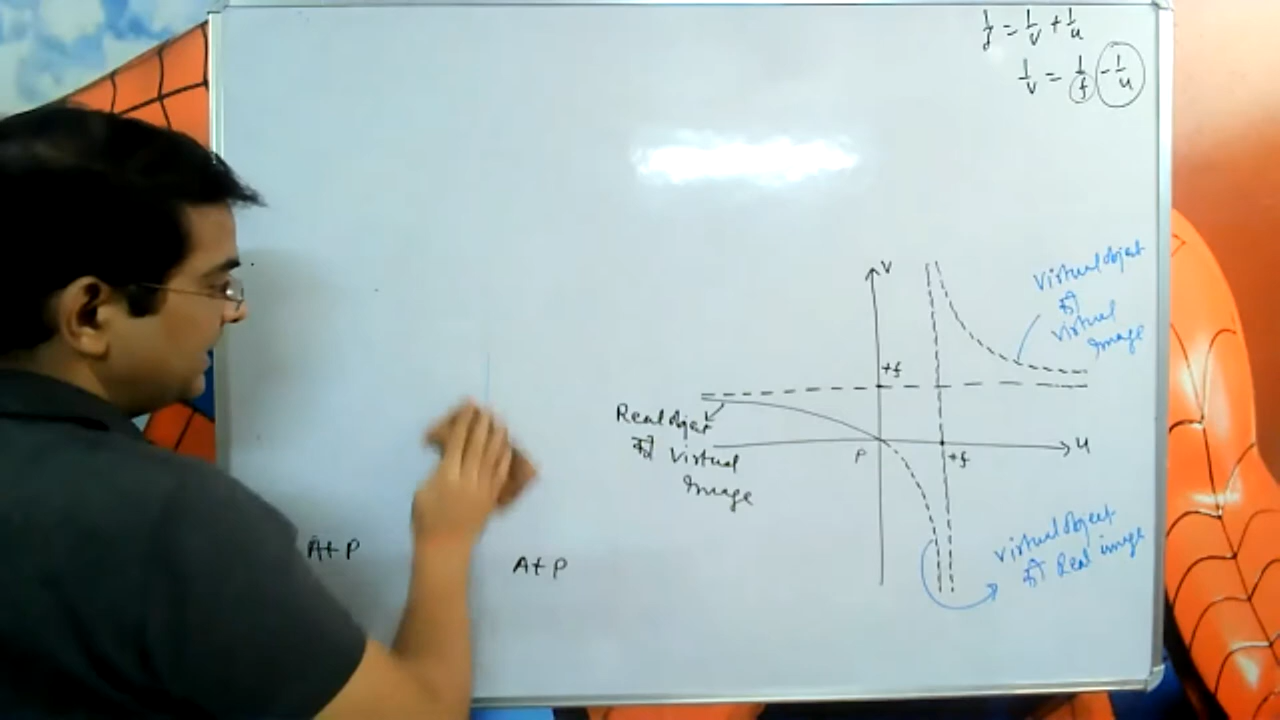 1/f = 1/v + 1/u
1/v = 1/f - 1/u
v
Virtual object
की
virtual
image
+f
Real objet
की virtual
image
P
+f
u
virtual object
की Real image
At P
At P